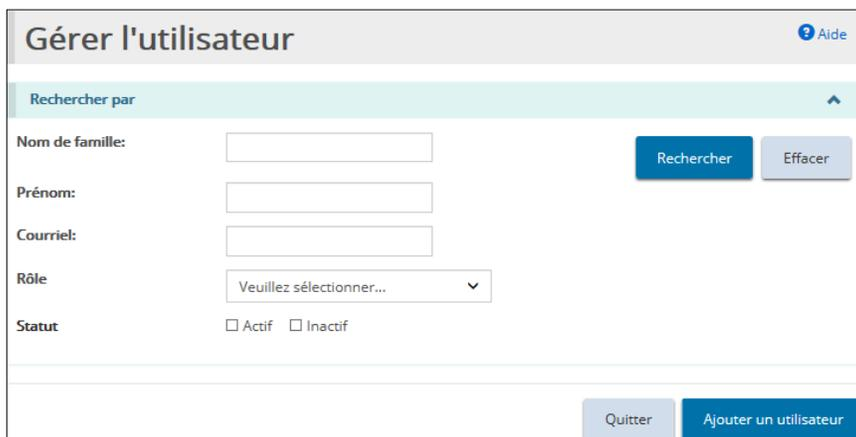 Gérer l'utilisateur
Aide
Rechercher par
Nom de famille:
Rechercher
Effacer
Prénom:
Courriel:
Rôle
Veuillez sélectionner...
Statut
Actif
Inactif
Quitter
Ajouter un utilisateur